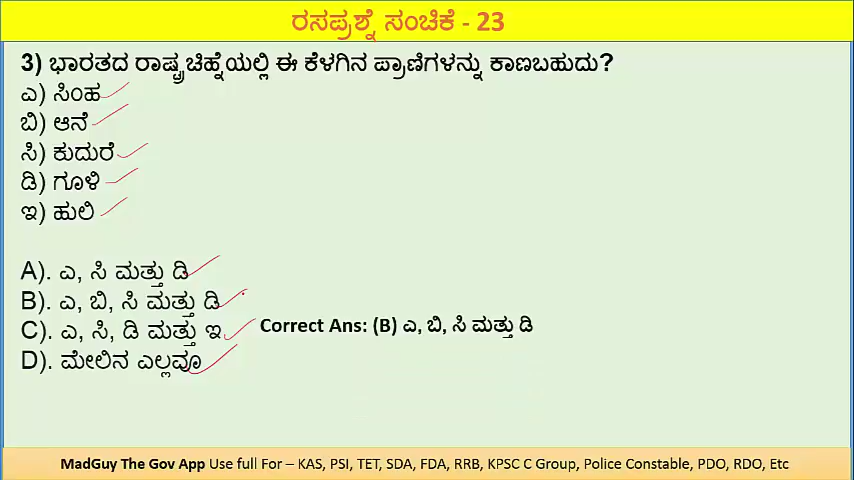 ರಸಪ್ರಶ್ನೆ ಸಂಚಿಕೆ - 23
3) ಭಾರತದ ರಾಷ್ಟ್ರಚಿಹ್ನೆಯಲ್ಲಿ ಈ ಕೆಳಗಿನ ಪ್ರಾಣಿಗಳನ್ನು ಕಾಣಬಹುದು?
ಎ) ಸಿಂಹ
ಬಿ) ಆನೆ
ಸಿ) ಕುದುರೆ
ಡಿ) ಗೂಳಿ
ಇ) ಹುಲಿ
A). ಎ, ಸಿ ಮತ್ತು ಡಿ
B). ಎ, ಬಿ, ಸಿ ಮತ್ತು ಡಿ
C). ಎ, ಸಿ, ಡಿ ಮತ್ತು ಇ
Correct Ans: (B) ಎ, ಬಿ, ಸಿ ಮತ್ತು ಡಿ
D). ಮೇಲಿನ ಎಲ್ಲವೂ
MadGuy The Gov App Use full For – KAS, PSI, TET, SDA, FDA, RRB, KPSC C Group, Police Constable, PDO, RDO, Etc